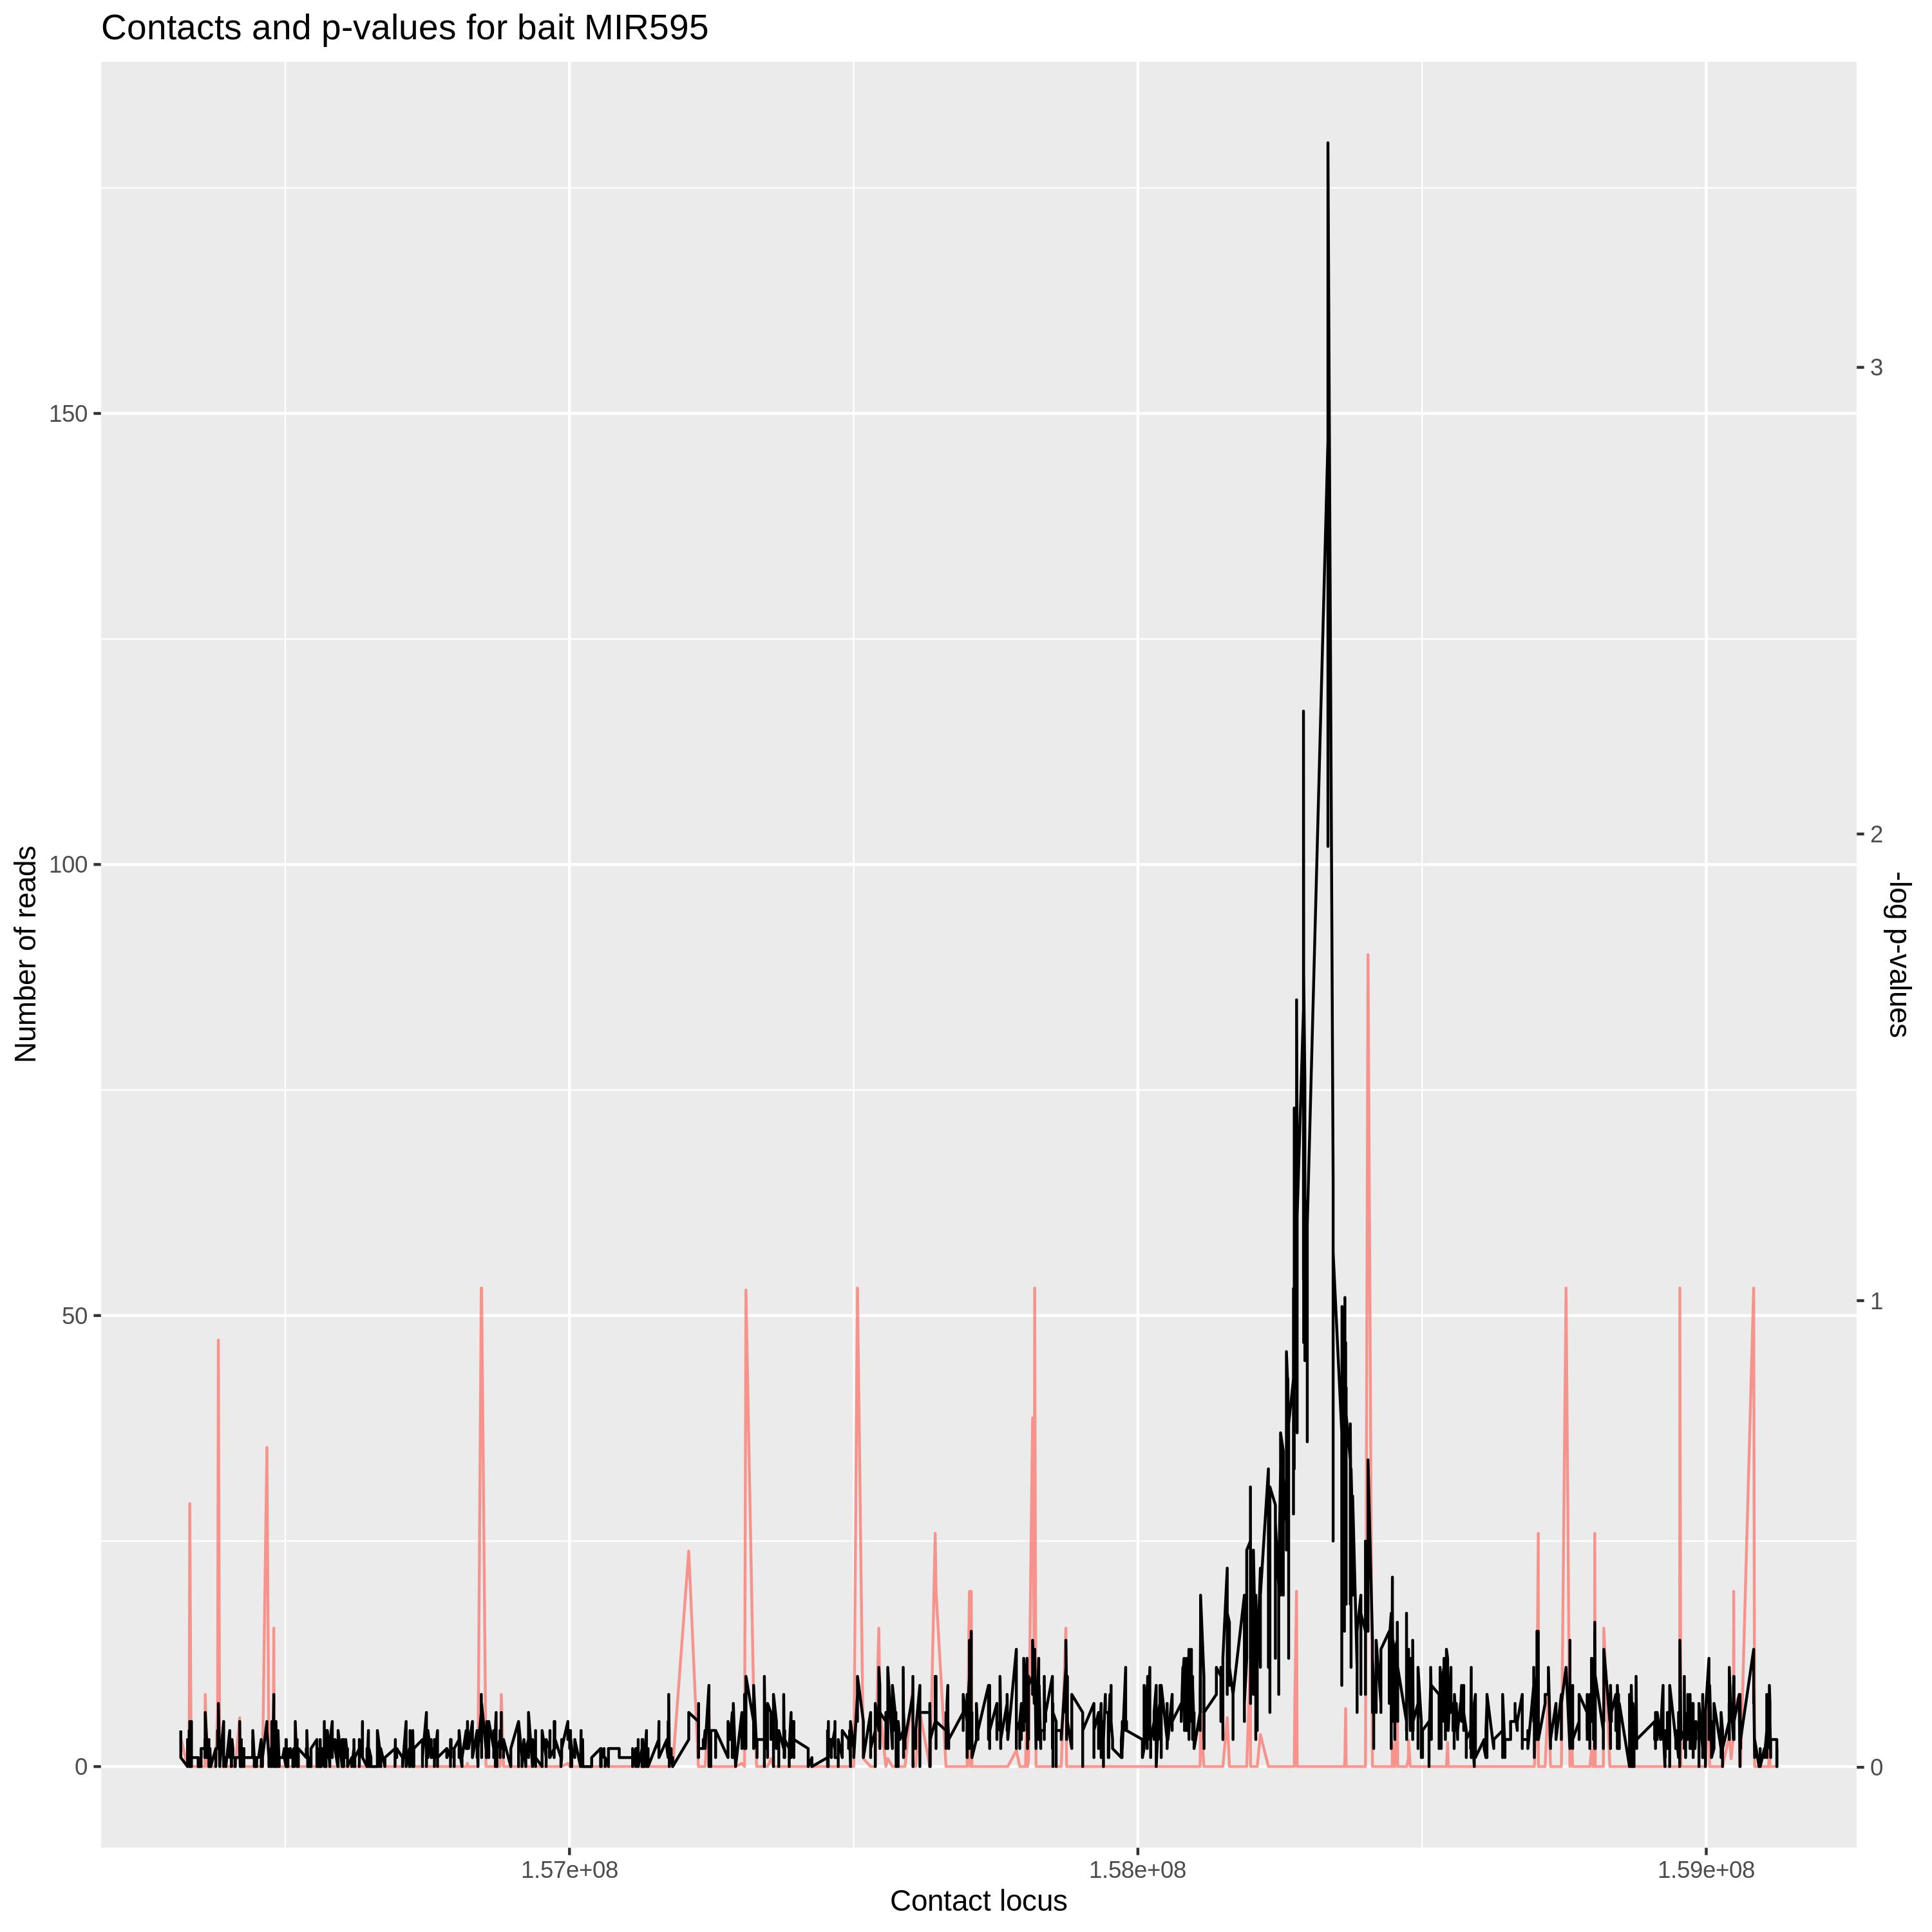 Contacts and p-values for bait MIR595
Number of reads
150
100
50
0
3
2
1
0
-log p-values
1.57e+08
1.58e+08
1.59e+08
Contact locus